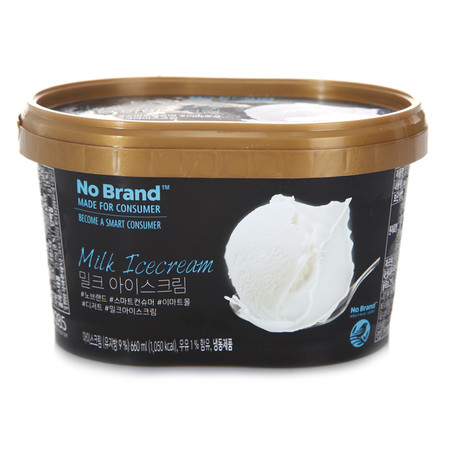 No Brand™
MADE FOR CONSUMER
BECOME A SMART CONSUMER
Milk Icecream
밀크 아이스크림
#노브랜드 #스마트컨슈머 #이마트몰
#디저트 #밀크아이스크림
No Brand
아이스크림 (유지방 9%) 660 ml (1,050 kcal), 우유 1% 함유, 냉동제품